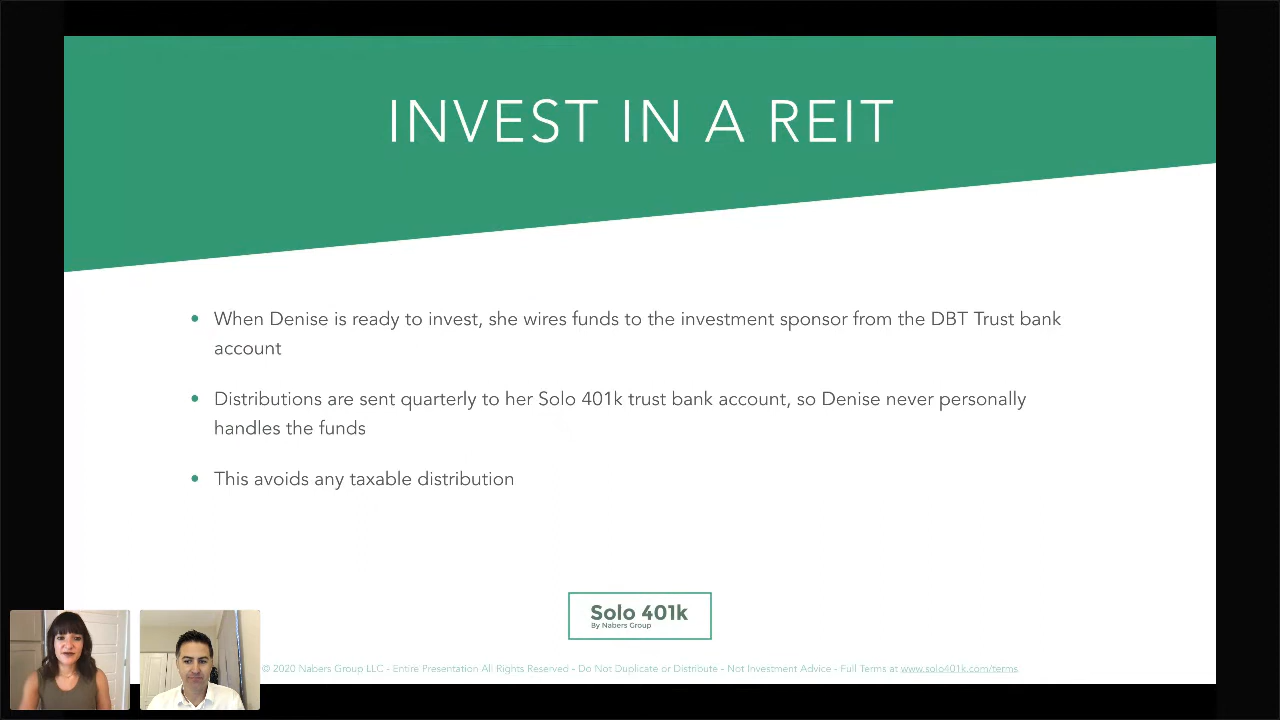 INVEST IN A REIT
When Denise is ready to invest, she wires funds to the investment sponsor from the DBT Trust bank
account
Distributions are sent quarterly to her Solo 401k trust bank account, so Denise never personally
handles the funds
This avoids any taxable distribution
Solo 401k
By Nabers Group
© 2020 Nabers Group LLC - Entire Presentation All Rights Reserved - Do Not Duplicate or Distribute - Not Investment Advice - Full Terms at www.solo401k.com/terms